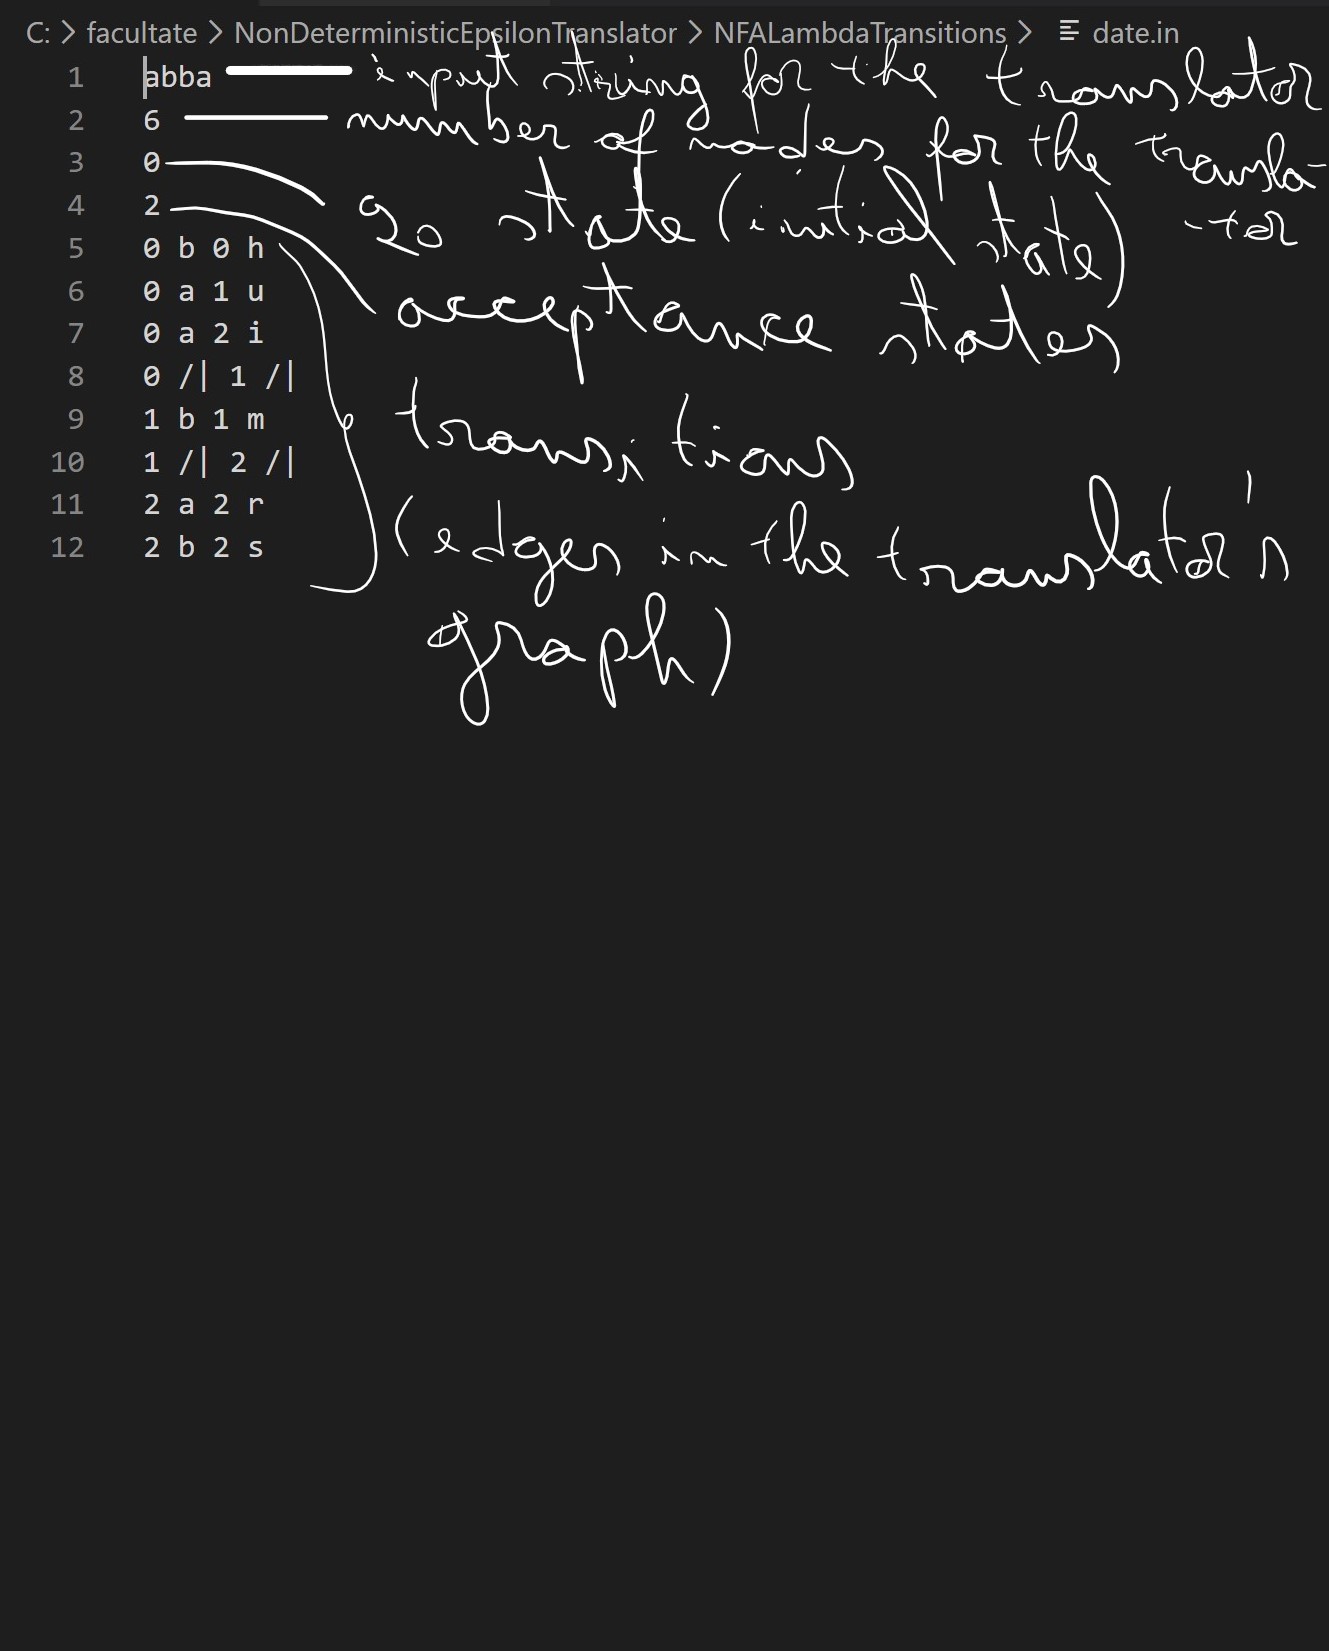 C: > facultate > NonDeterministicEpsilonTranslator > NFALambdaTransitions > date.in
1 abba input string for the translator
2 6 number of nodes for the transla-
-tor
3 0 q0 state (initial state)
4 2 acceptance states
5 0 b 0 h
6 0 a 1 u
7 0 a 2 i
8 0 /| 1 /|
9 1 b 1 m transitions
10 1 /| 2 /|
11 2 a 2 r
12 2 b 2 s (edges in the translator's
graph)